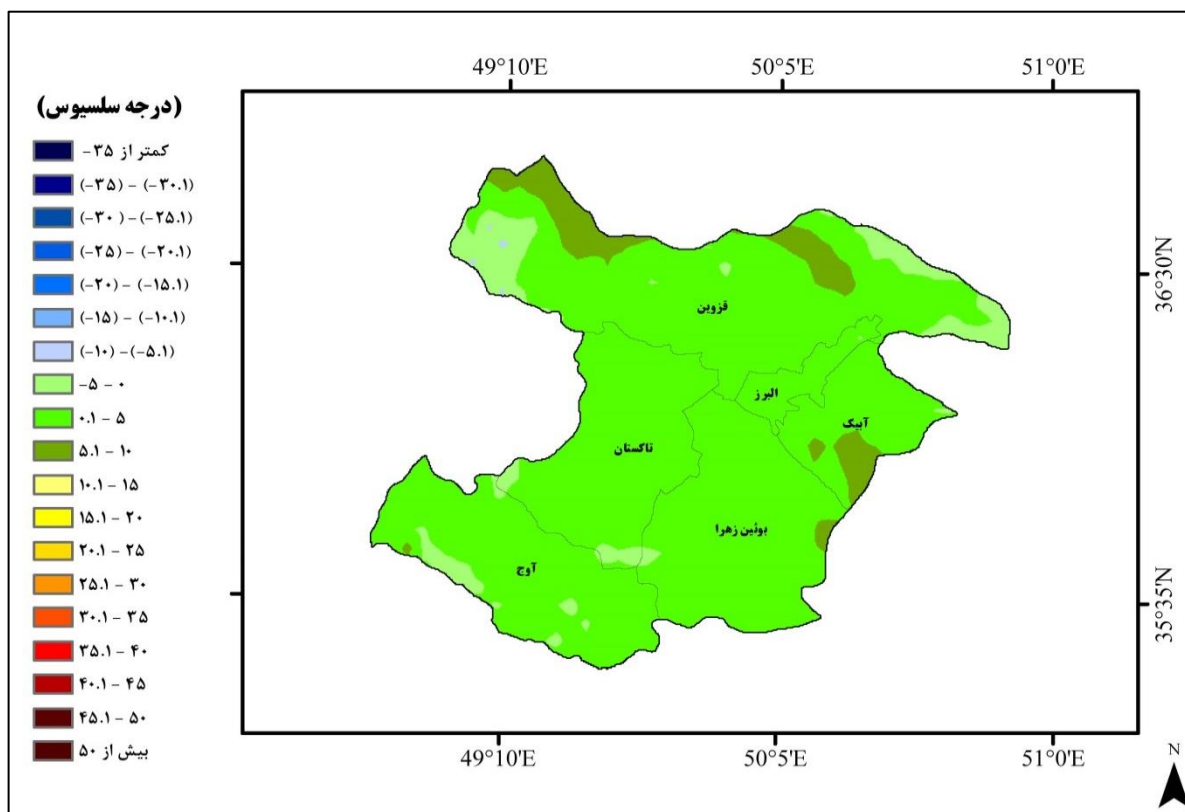 49°10'E
50°5'E
51°0'E
(درجه سلسیوس)
کمتر از ۳۵-
(-۳۵) - (-۳۰.۱)
(-۳۰) - (-۲۵.۱)
(-۲۵) - (-۲۰.۱)
(-۲۰) - (-۱۵.۱)
(-۱۵) - (-۱۰.۱)
(-۱۰) - (-۵.۱)
-۵ - ۰
۰.۱ - ۵
۵.۱ - ۱۰
۱۰.۱ - ۱۵
۱۵.۱ - ۲۰
۲۰.۱ - ۲۵
۲۵.۱ - ۳۰
۳۰.۱ - ۳۵
۳۵.۱ - ۴۰
۴۰.۱ - ۴۵
۴۵.۱ - ۵۰
بیش از ۵۰
قزوین
البرز
آبیک
تاکستان
بوئین زهرا
آوج
36°30'N
35°35'N
49°10'E
50°5'E
51°0'E
N